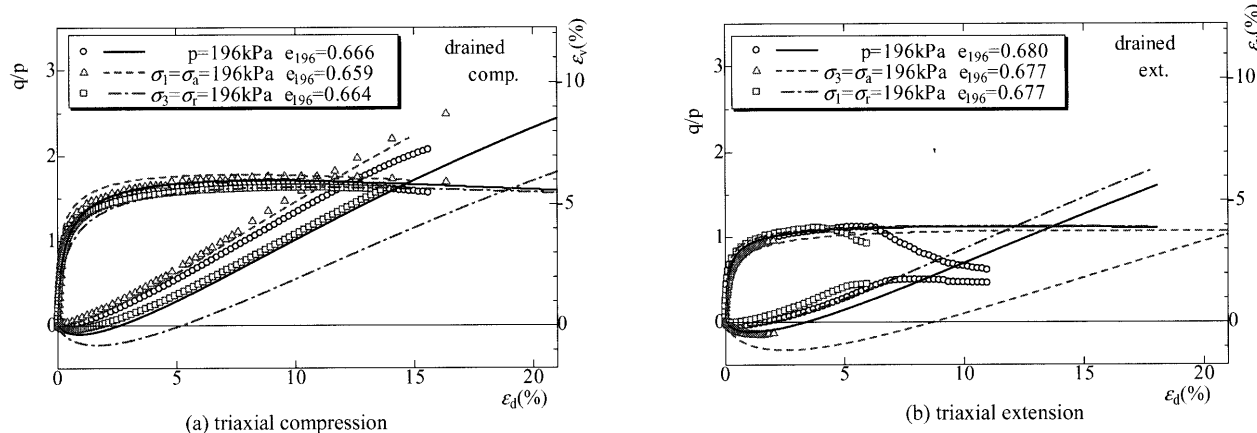 drained
comp.
p=196kPa e196=0.666
σ1=σa=196kPa e196=0.659
σ3=σr=196kPa e196=0.664
q/p
εv(%)
3
2
1
0
10
5
0
0 5 10 15 20
εd(%)
(a) triaxial compression
drained
ext.
p=196kPa e196=0.680
σ3=σa=196kPa e196=0.677
σ1=σr=196kPa e196=0.677
q/p
(%)
3
2
1
0
10
5
0
0 5 10 15 20
εd(%)
(b) triaxial extension